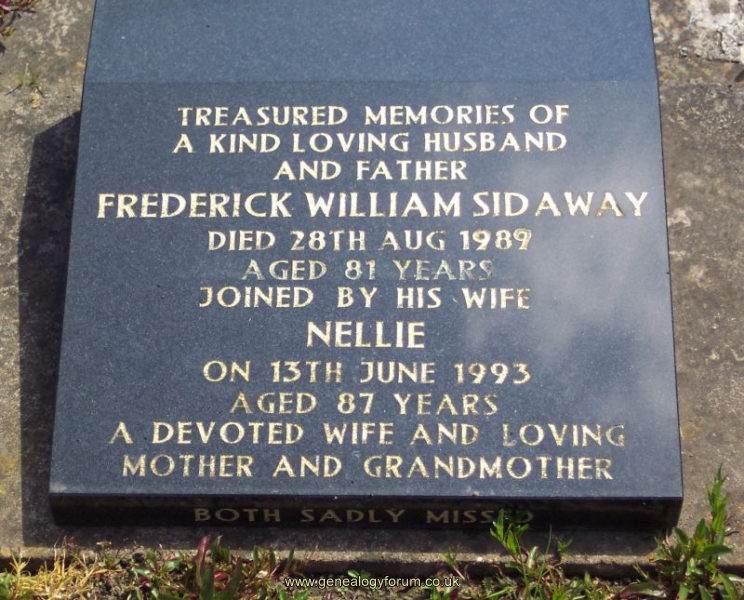 TREASURED MEMORIES OF
A KIND LOVING HUSBAND
AND FATHER
FREDERICK WILLIAM SIDAWAY
DIED 28TH AUG 1989
AGED 81 YEARS
JOINED BY HIS WIFE
NELLIE
ON 13TH JUNE 1993
AGED 87 YEARS
A DEVOTED WIFE AND LOVING
MOTHER AND GRANDMOTHER
BOTH SADLY MISSED
www.genealogyforum.co.uk